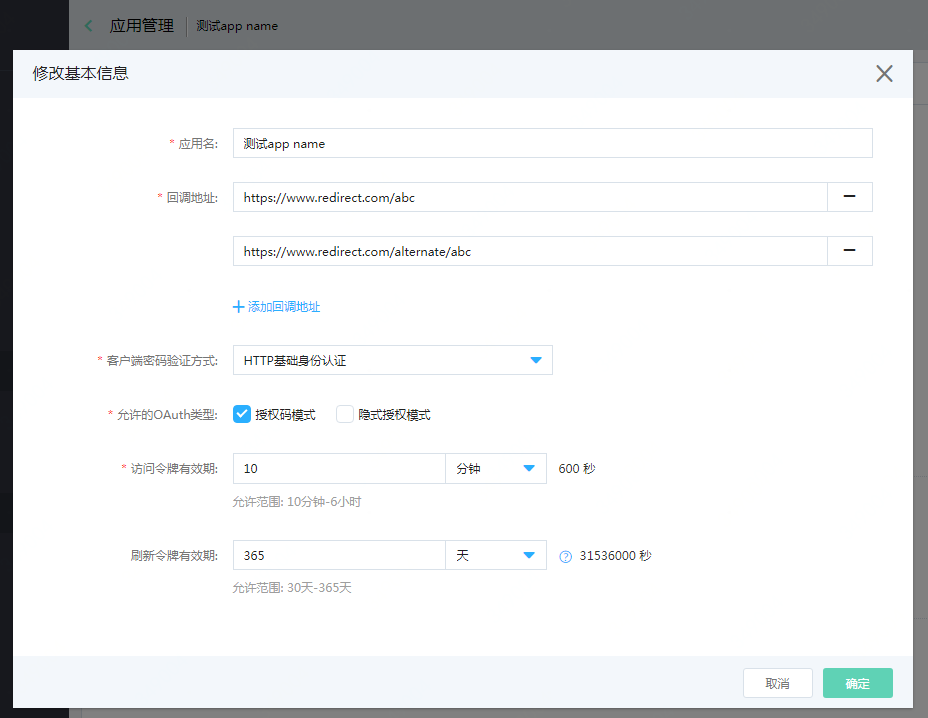 应用管理 测试app name
修改基本信息
* 应用名: 测试app name
* 回调地址: https://www.redirect.com/abc
https://www.redirect.com/alternate/abc
+ 添加回调地址
* 客户端密码验证方式: HTTP基础身份认证
* 允许的OAuth类型: 授权码模式 隐式授权模式
* 访问令牌有效期: 10 分钟 600 秒
允许范围: 10分钟-6小时
刷新令牌有效期: 365 天 ? 31536000 秒
允许范围: 30天-365天
取消 确定